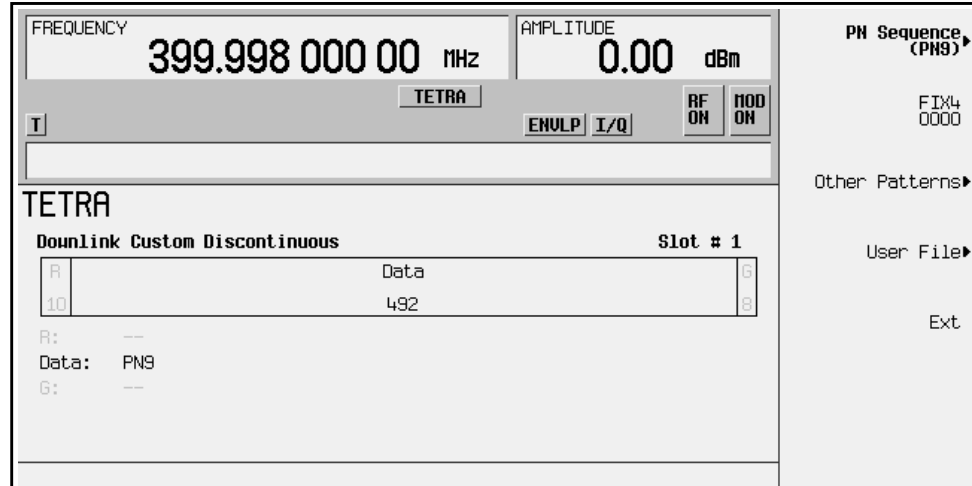 FREQUENCY
399.998 000 00 MHz
AMPLITUDE
0.00 dBm
TETRA
T
ENVLP I/Q
RF ON
MOD ON
TETRA
Downlink Custom Discontinuous Slot # 1
R Data G
10 492 8
R: --
Data: PN9
G: --
PN Sequence
(PN9)
FIX4
0000
Other Patterns
User File
Ext